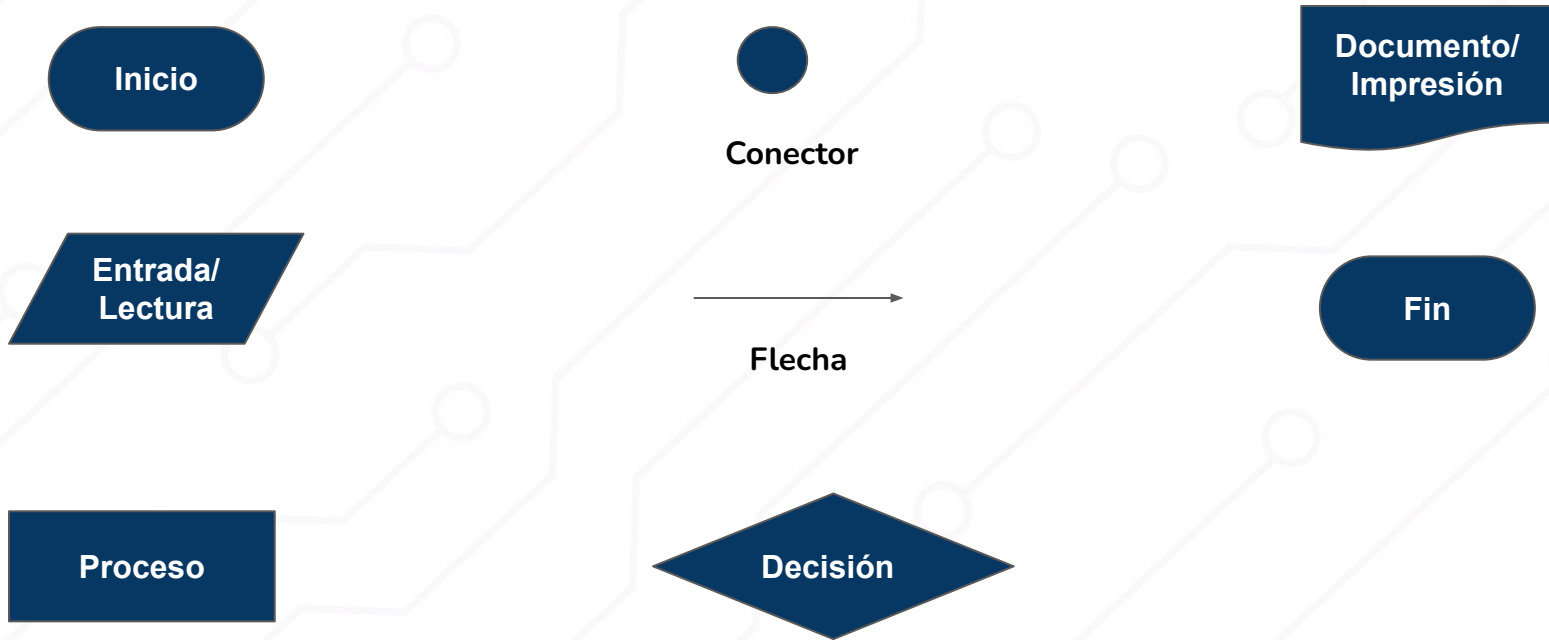 Inicio
Conector
Documento/
Impresión
Entrada/
Lectura
Flecha
Fin
Proceso
Decisión